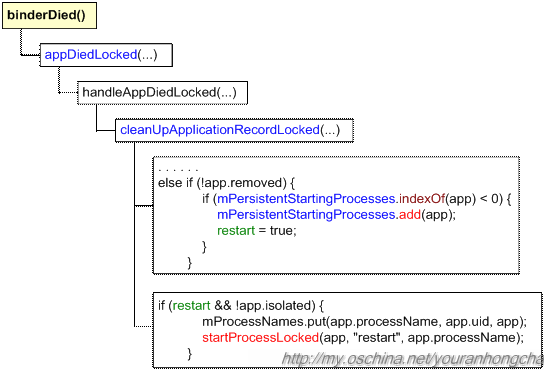 binderDied()
appDiedLocked(...)
handleAppDiedLocked(...)
cleanUpApplicationRecordLocked(...)
. . . . . .
else if (!app.removed) {
if (mPersistentStartingProcesses.indexOf(app) < 0) {
mPersistentStartingProcesses.add(app);
restart = true;
}
}
if (restart && !app.isolated) {
mProcessNames.put(app.processName, app.uid, app);
startProcessLocked(app, "restart", app.processName);
}
http://my.oschina.net/youranhongcha